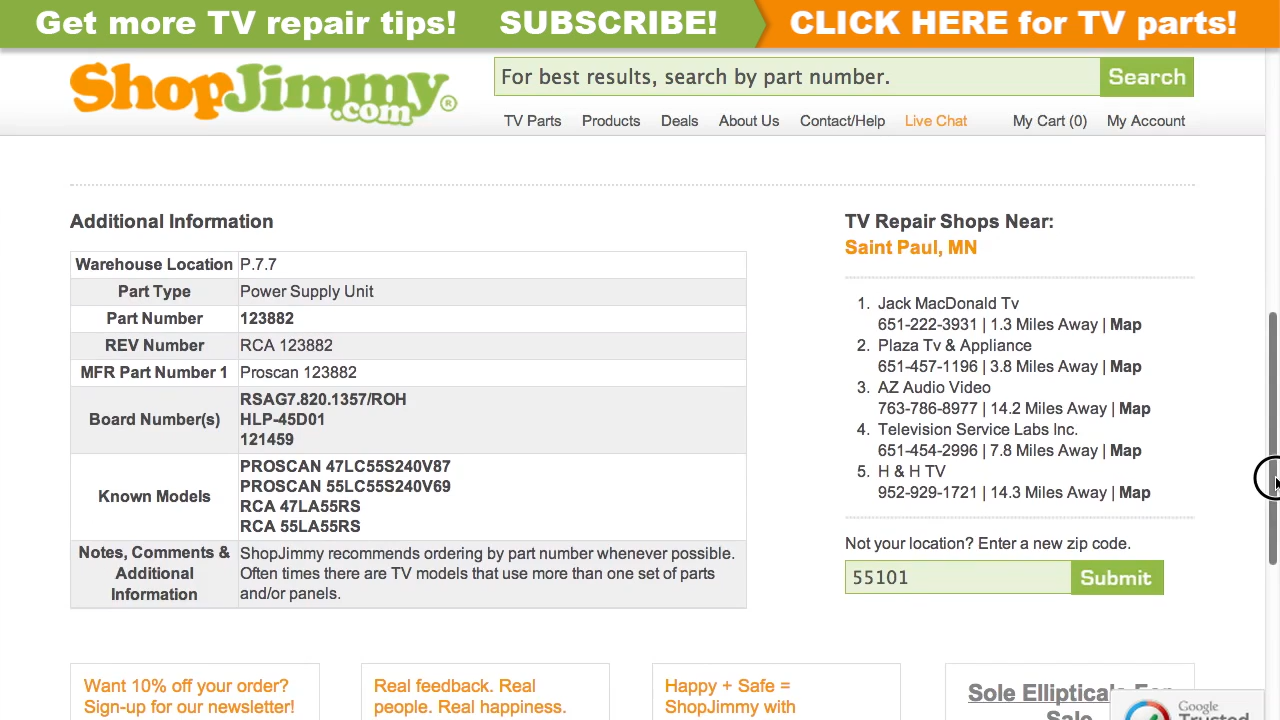 Get more TV repair tips! SUBSCRIBE! CLICK HERE for TV parts!
ShopJimmy.com®
For best results, search by part number. Search
TV Parts Products Deals About Us Contact/Help Live Chat My Cart (0) My Account
Additional Information
Warehouse Location P.7.7
Part Type Power Supply Unit
Part Number 123882
REV Number RCA 123882
MFR Part Number 1 Proscan 123882
Board Number(s)
RSAG7.820.1357/ROH
HLP-45D01
121459
Known Models
PROSCAN 47LC55S240V87
PROSCAN 55LC55S240V69
RCA 47LA55RS
RCA 55LA55RS
Notes, Comments &
Additional
Information
ShopJimmy recommends ordering by part number whenever possible.
Often times there are TV models that use more than one set of parts
and/or panels.
TV Repair Shops Near:
Saint Paul, MN
1. Jack MacDonald Tv
651-222-3931 | 1.3 Miles Away | Map
2. Plaza Tv & Appliance
651-457-1196 | 3.8 Miles Away | Map
3. AZ Audio Video
763-786-8977 | 14.2 Miles Away | Map
4. Television Service Labs Inc.
651-454-2996 | 7.8 Miles Away | Map
5. H & H TV
952-929-1721 | 14.3 Miles Away | Map
Not your location? Enter a new zip code.
55101 Submit
Want 10% off your order?
Sign-up for our newsletter!
Real feedback. Real
people. Real happiness.
Happy + Safe =
ShopJimmy with
Sole Elliptical
Sale
Google
Trusted